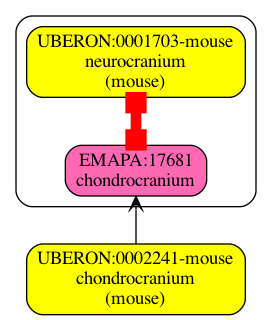 UBERON:0001703-mouse
neurocranium
(mouse)
EMAPA:17681
chondrocranium
UBERON:0002241-mouse
chondrocranium
(mouse)